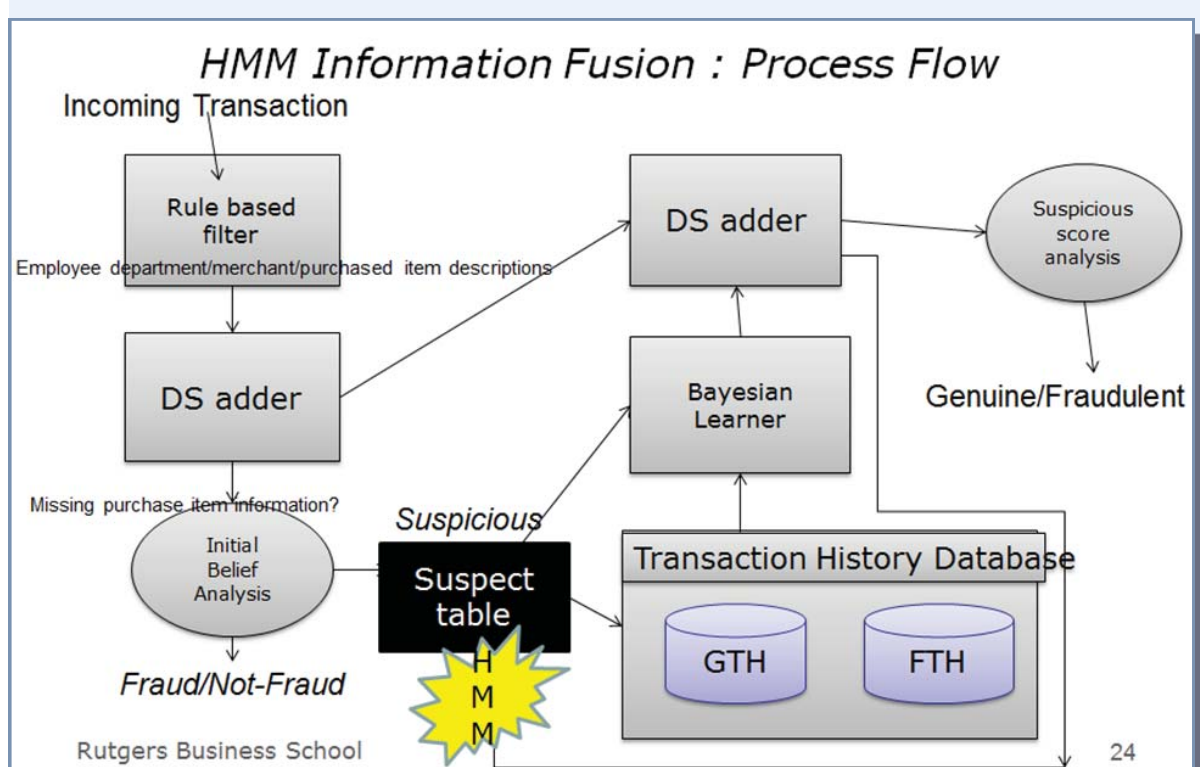 HMM Information Fusion : Process Flow
Incoming Transaction
Rule based
filter
Employee department/merchant/purchased item descriptions
DS adder
Missing purchase item information?
Initial
Belief
Analysis
Fraud/Not-Fraud
Suspicious
Suspect
table
H
M
M
DS adder
Bayesian
Learner
Transaction History Database
GTH
FTH
Suspicious
score
analysis
Genuine/Fraudulent
Rutgers Business School
24